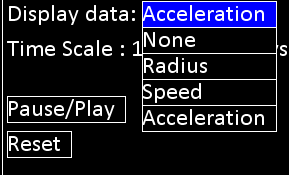 Display data: Acceleration
None
Time Scale : 1
Radius
Speed
Pause/Play
Acceleration
Reset